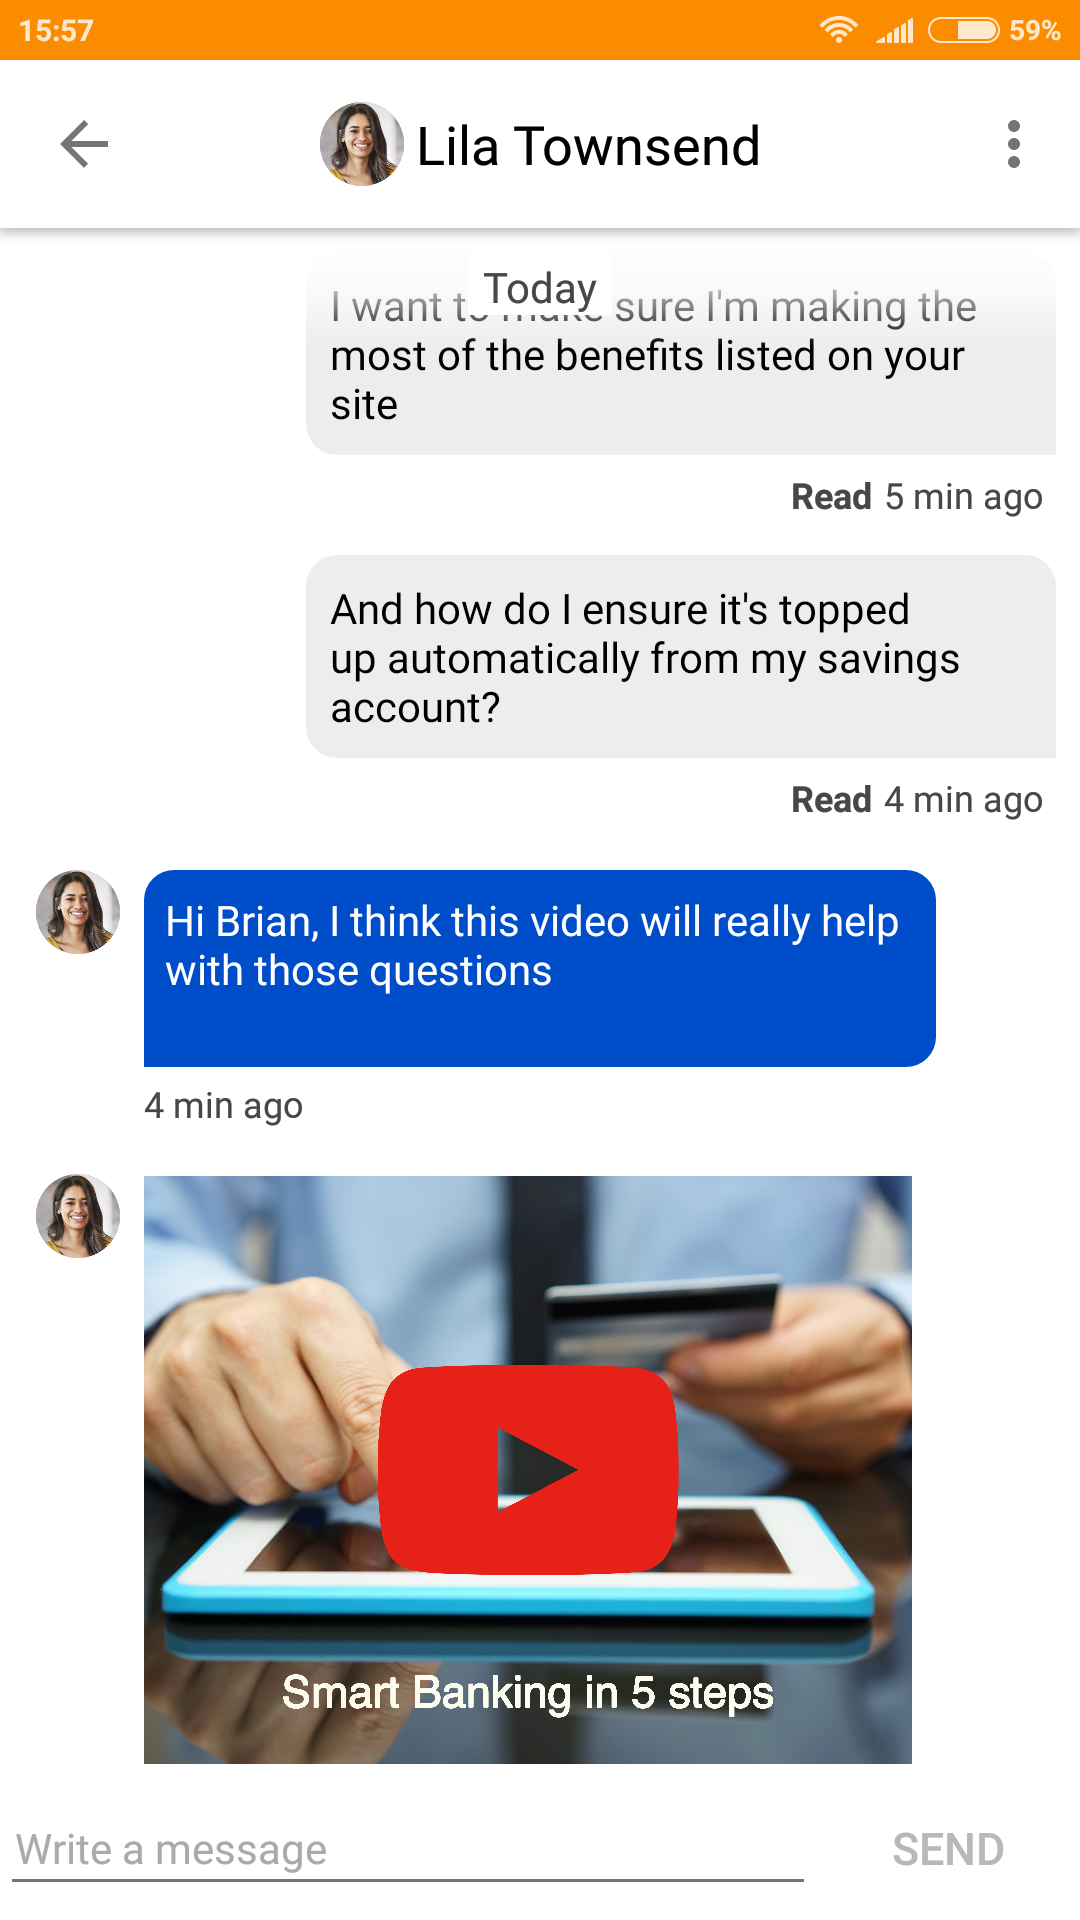 15:57
59%
Lila Townsend
Today
I want to make sure I'm making the
most of the benefits listed on your
site
Read 5 min ago
And how do I ensure it's topped
up automatically from my savings
account?
Read 4 min ago
Hi Brian, I think this video will really help
with those questions
4 min ago
Smart Banking in 5 steps
Write a message
SEND